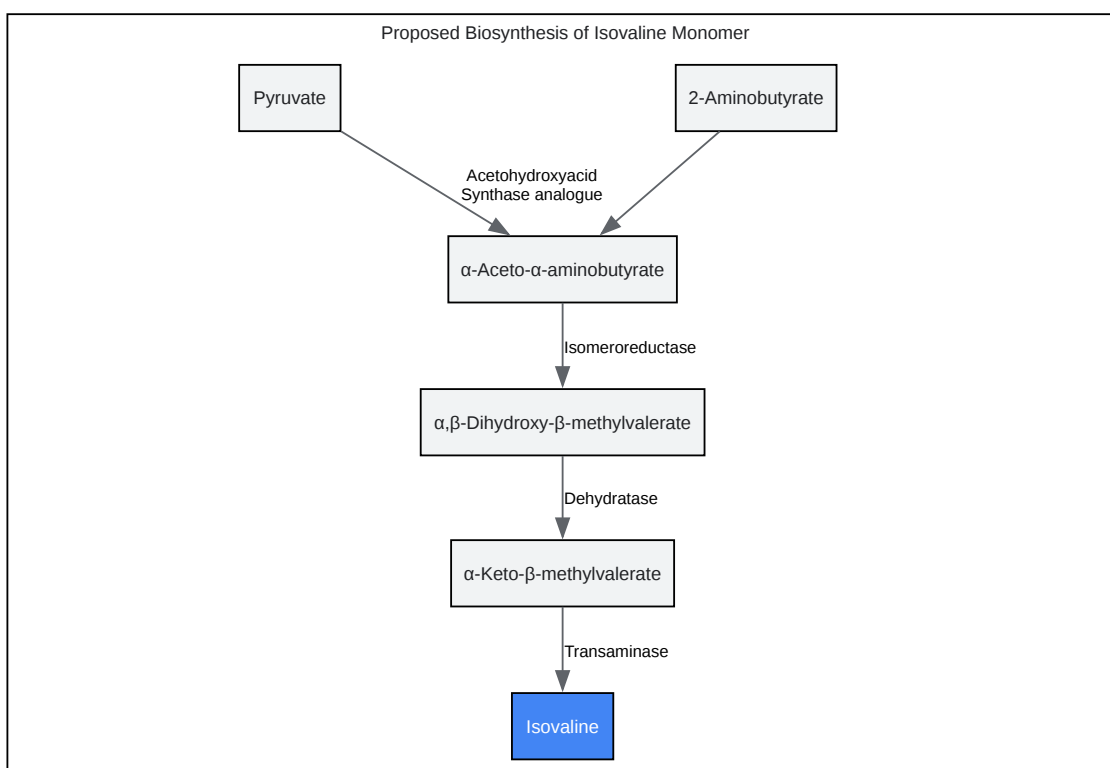 Proposed Biosynthesis of Isovaline Monomer
Pyruvate
2-Aminobutyrate
Acetohydroxyacid
Synthase analogue
α-Aceto-α-aminobutyrate
Isomeroreductase
α,β-Dihydroxy-β-methylvalerate
Dehydratase
α-Keto-β-methylvalerate
Transaminase
Isovaline